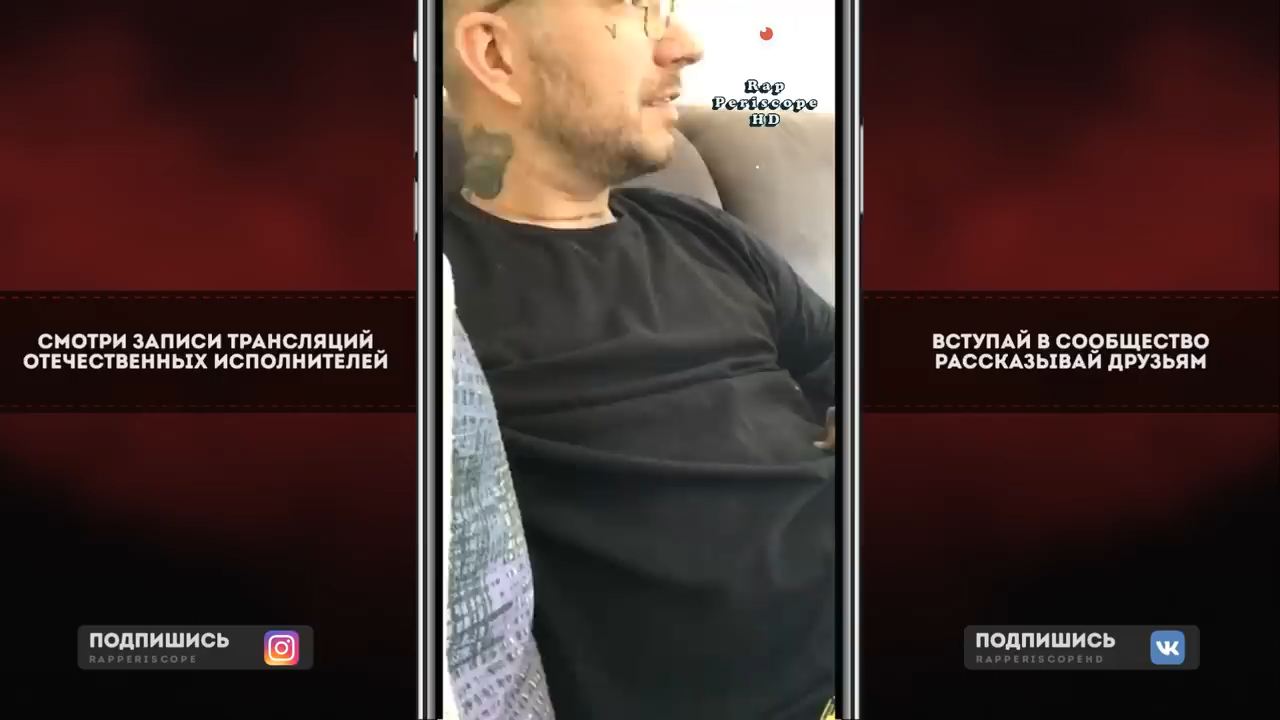 Rap
Periscope
HD
СМОТРИ ЗАПИСИ ТРАНСЛЯЦИЙ
ОТЕЧЕСТВЕННЫХ ИСПОЛНИТЕЛЕЙ
ВСТУПАЙ В СООБЩЕСТВО
РАССКАЗЫВАЙ ДРУЗЬЯМ
ПОДПИШИСЬ
RAPPERISCOPE
ПОДПИШИСЬ
RAPPERISCOPEHD